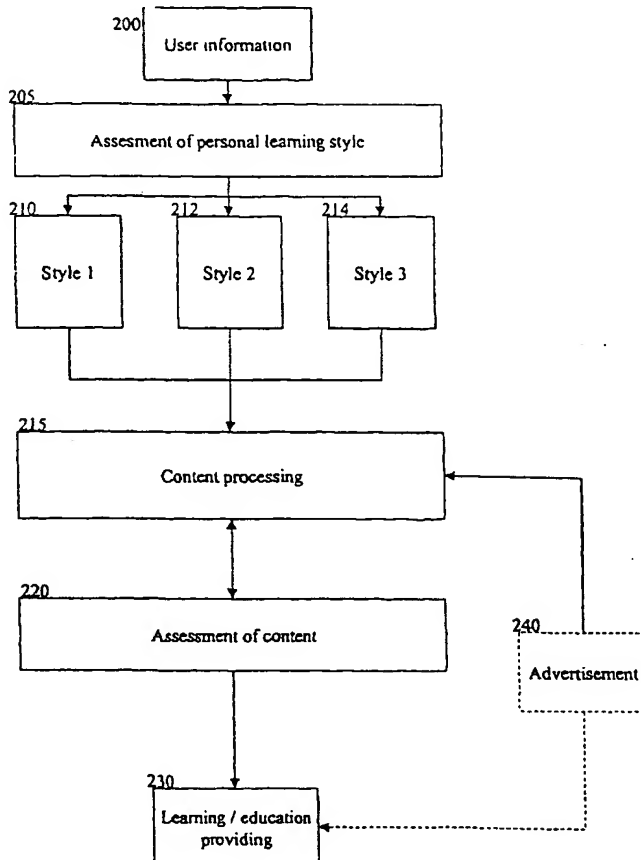 200
User information
205
Assesment of personal learning style
210
212
214
Style 1
Style 2
Style 3
215
Content processing
220
Assessment of content
240
Advertisement
230
Learning / education
providing